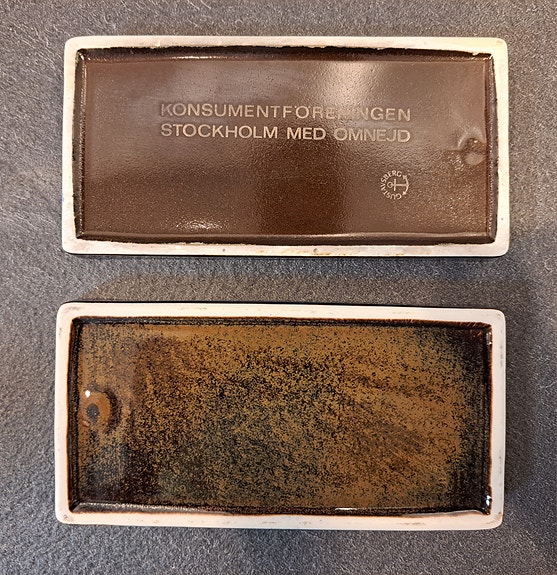 KONSUMENTFÖRENINGEN
STOCKHOLM MED OMNEJD
GUSTAVSBERG